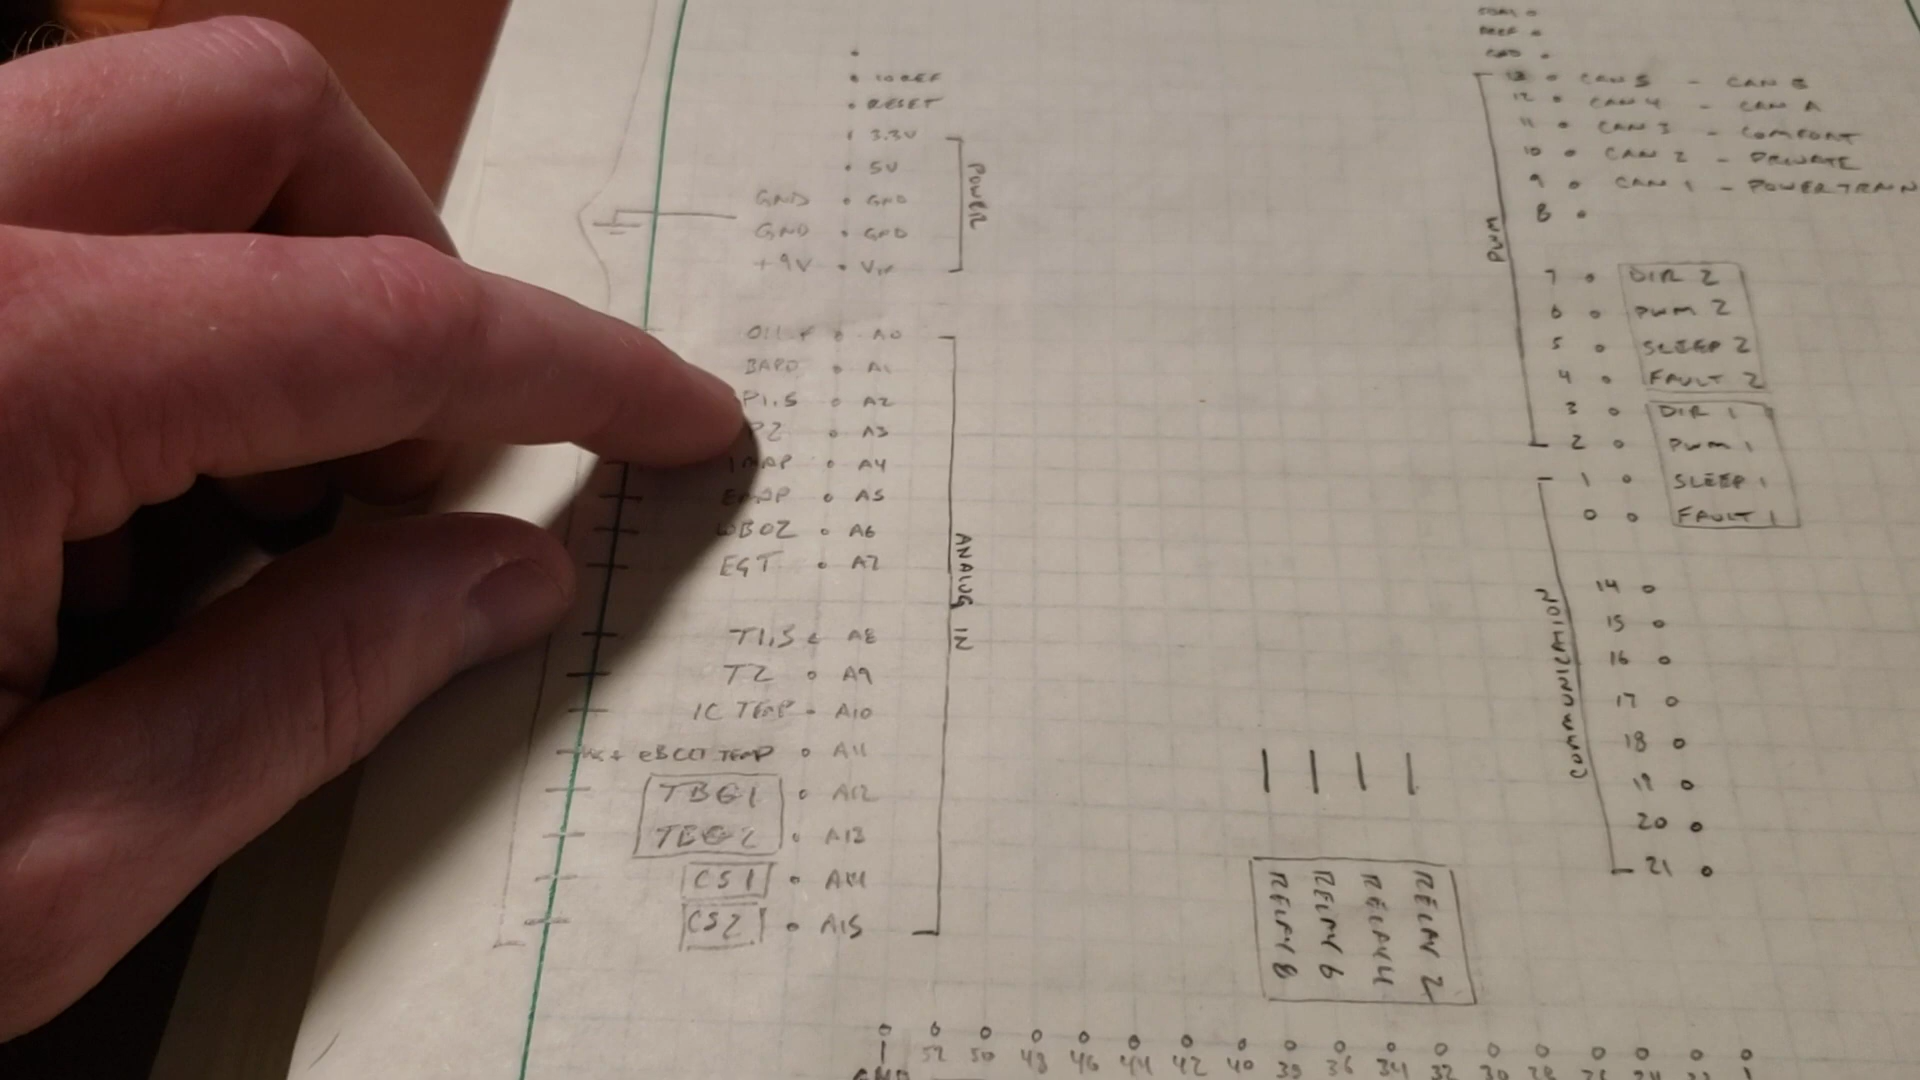 IOREF
RESET
3.3V
5V
GND GND
GND GND
+9V Vin
POWER
A0
BARO A1
P1.5 A2
P2 A3
IMAP A4
EMAP A5
WBO2 A6
EGT A7
T1.5 A8
T2 A9
IC TEMP A10
TEMP A11
TBG1 A12
TBG2 A13
CS1 A14
CS2 A15
ANALOG IN
GND
13 CAN 5 - CAN B
12 CAN 4 - CAN A
11 CAN 3 - COMFORT
10 CAN 2 - PRIVATE
9 CAN 1 - POWERTRAIN
8
7 DIR 2
6 PWM 2
5 SLEEP 2
4 FAULT 2
3 DIR 1
2 PWM 1
PWM
1 SLEEP 1
0 FAULT 1
14
15
16
17
18
19
20
21
COMMUNICATION
RELAY 8
RELAY 6
RELAY 4
RELAY 2
52 50 48 46 44 42 40 38 36 34 32 30 28
GND